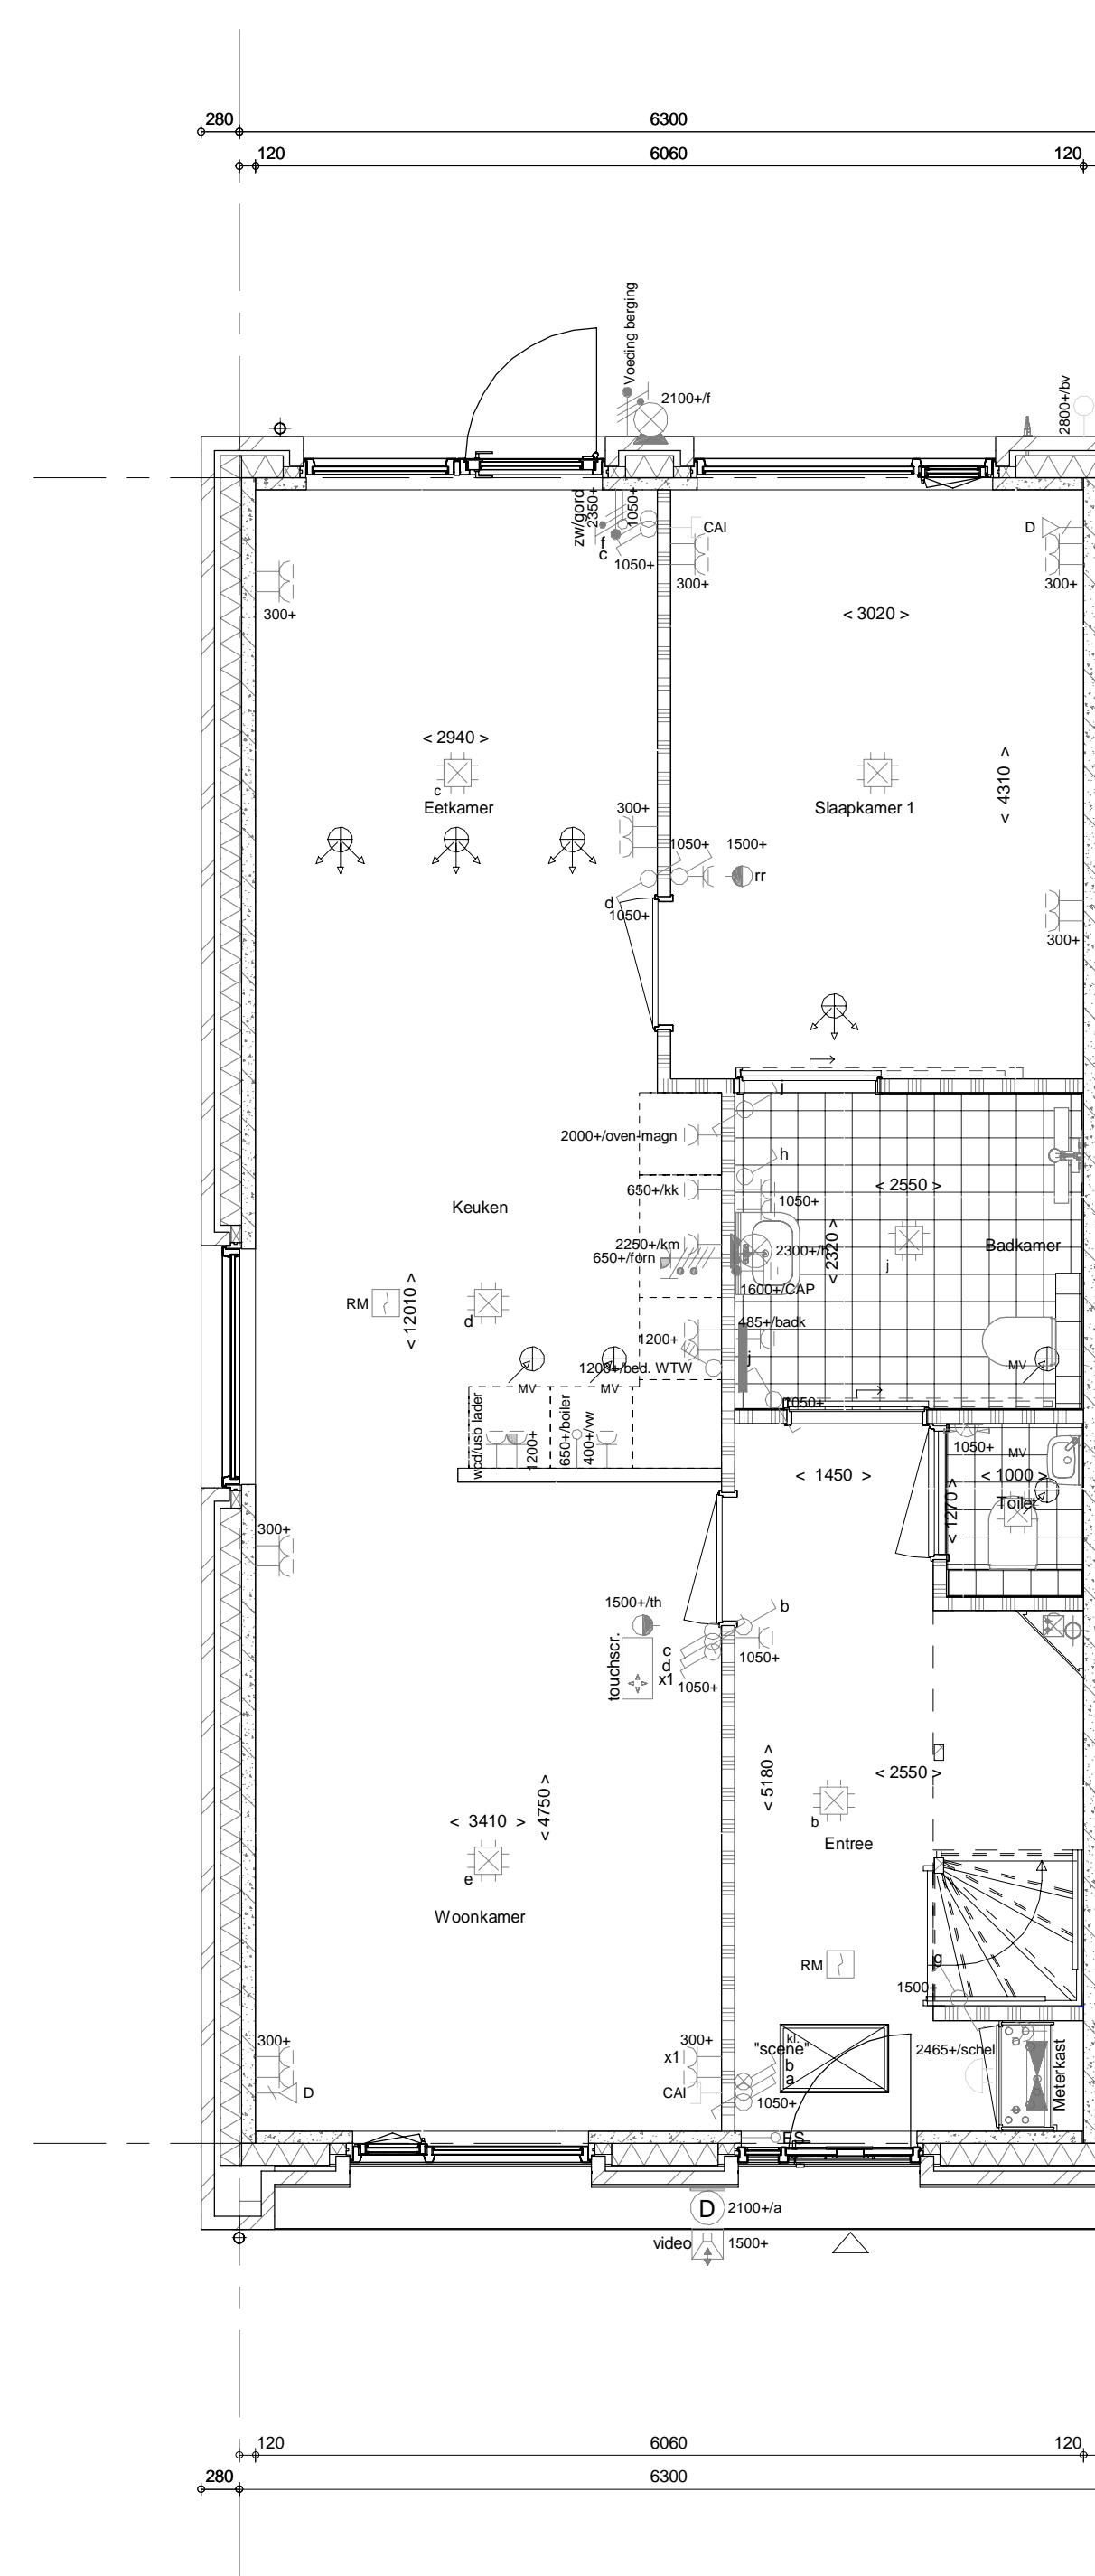 280
6300
120
6060
120
Voeding berging
2100+/f
2800+/bv
zw/gord
2350+
1050+
f
c
1050+
CAI
300+
D
300+
300+
< 3020 >
< 2940 >
c
Eetkamer
Slaapkamer 1
< 4310 >
300+
1050+
1500+
rr
d
1050+
300+
j
2000+/oven-magn
h
650+/kk
1050+
< 2550 >
Keuken
2250+/km
650+/forn
2300+/h
< 2320 >
Badkamer
j
1600+/CAP
RM
< 12010 >
d
485+/badk
1200+
j
1200+/bed. WTW
MV
MV
MV
1050+
wcd/usb lader
1200+
650+/boiler
400+/vw
1050+
MV
< 1450 >
< 1000 >
Toilet
< 1270 >
300+
1500+/th
b
touchscr.
c
d
x1
1050+
1050+
< 5180 >
< 2550 >
< 3410 >
< 4750 >
b
Entree
e
Woonkamer
RM
g
1500+
300+
300+
x1
CAI
D
kl.
"scene"
b
a
1050+
2465+/schel
Meterkast
FS
D
2100+/a
video
1500+
120
6060
120
280
6300